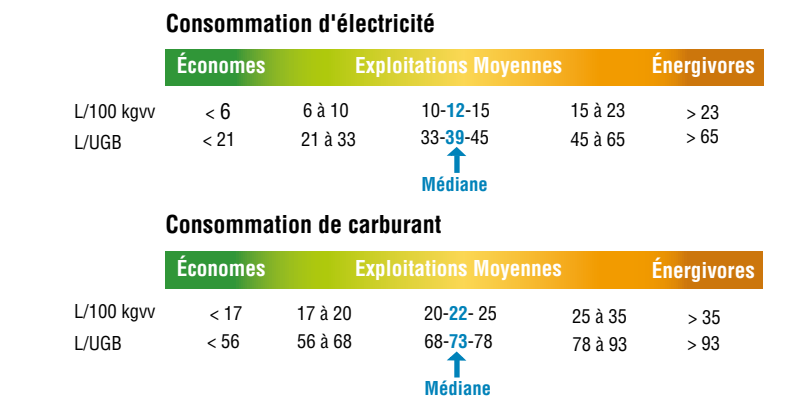 Consommation d'électricité
Économes Exploitations Moyennes Énergivores
L/100 kgvv < 6 6 à 10 10-12-15 15 à 23 > 23
L/UGB < 21 21 à 33 33-39-45 45 à 65 > 65
Médiane
Consommation de carburant
Économes Exploitations Moyennes Énergivores
L/100 kgvv < 17 17 à 20 20-22- 25 25 à 35 > 35
L/UGB < 56 56 à 68 68-73-78 78 à 93 > 93
Médiane